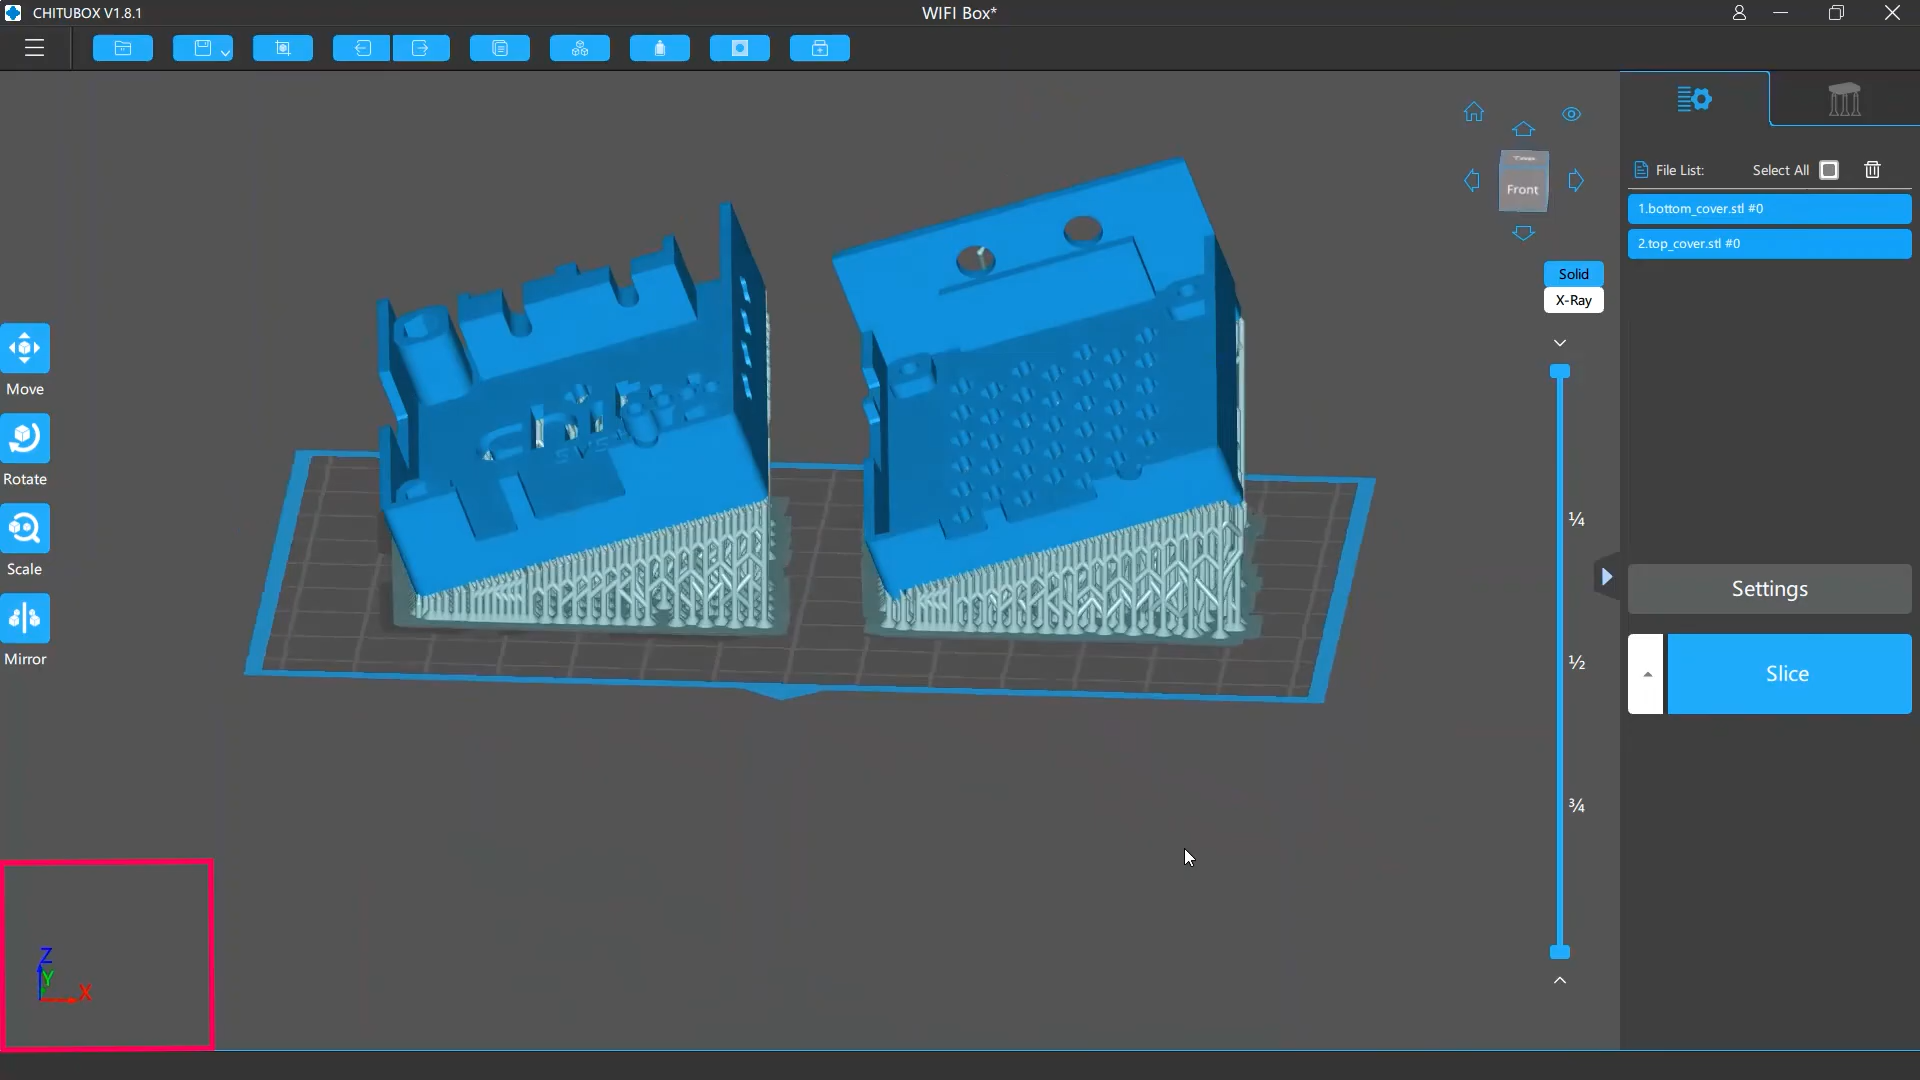 CHITUBOX V1.8.1
WIFI Box*
File List:
Select All
1.bottom_cover.stl #0
2.top_cover.stl #0
Top
Front
Solid
X-Ray
Move
Rotate
Scale
Mirror
¼
½
¾
Settings
Slice
Z
Y
X